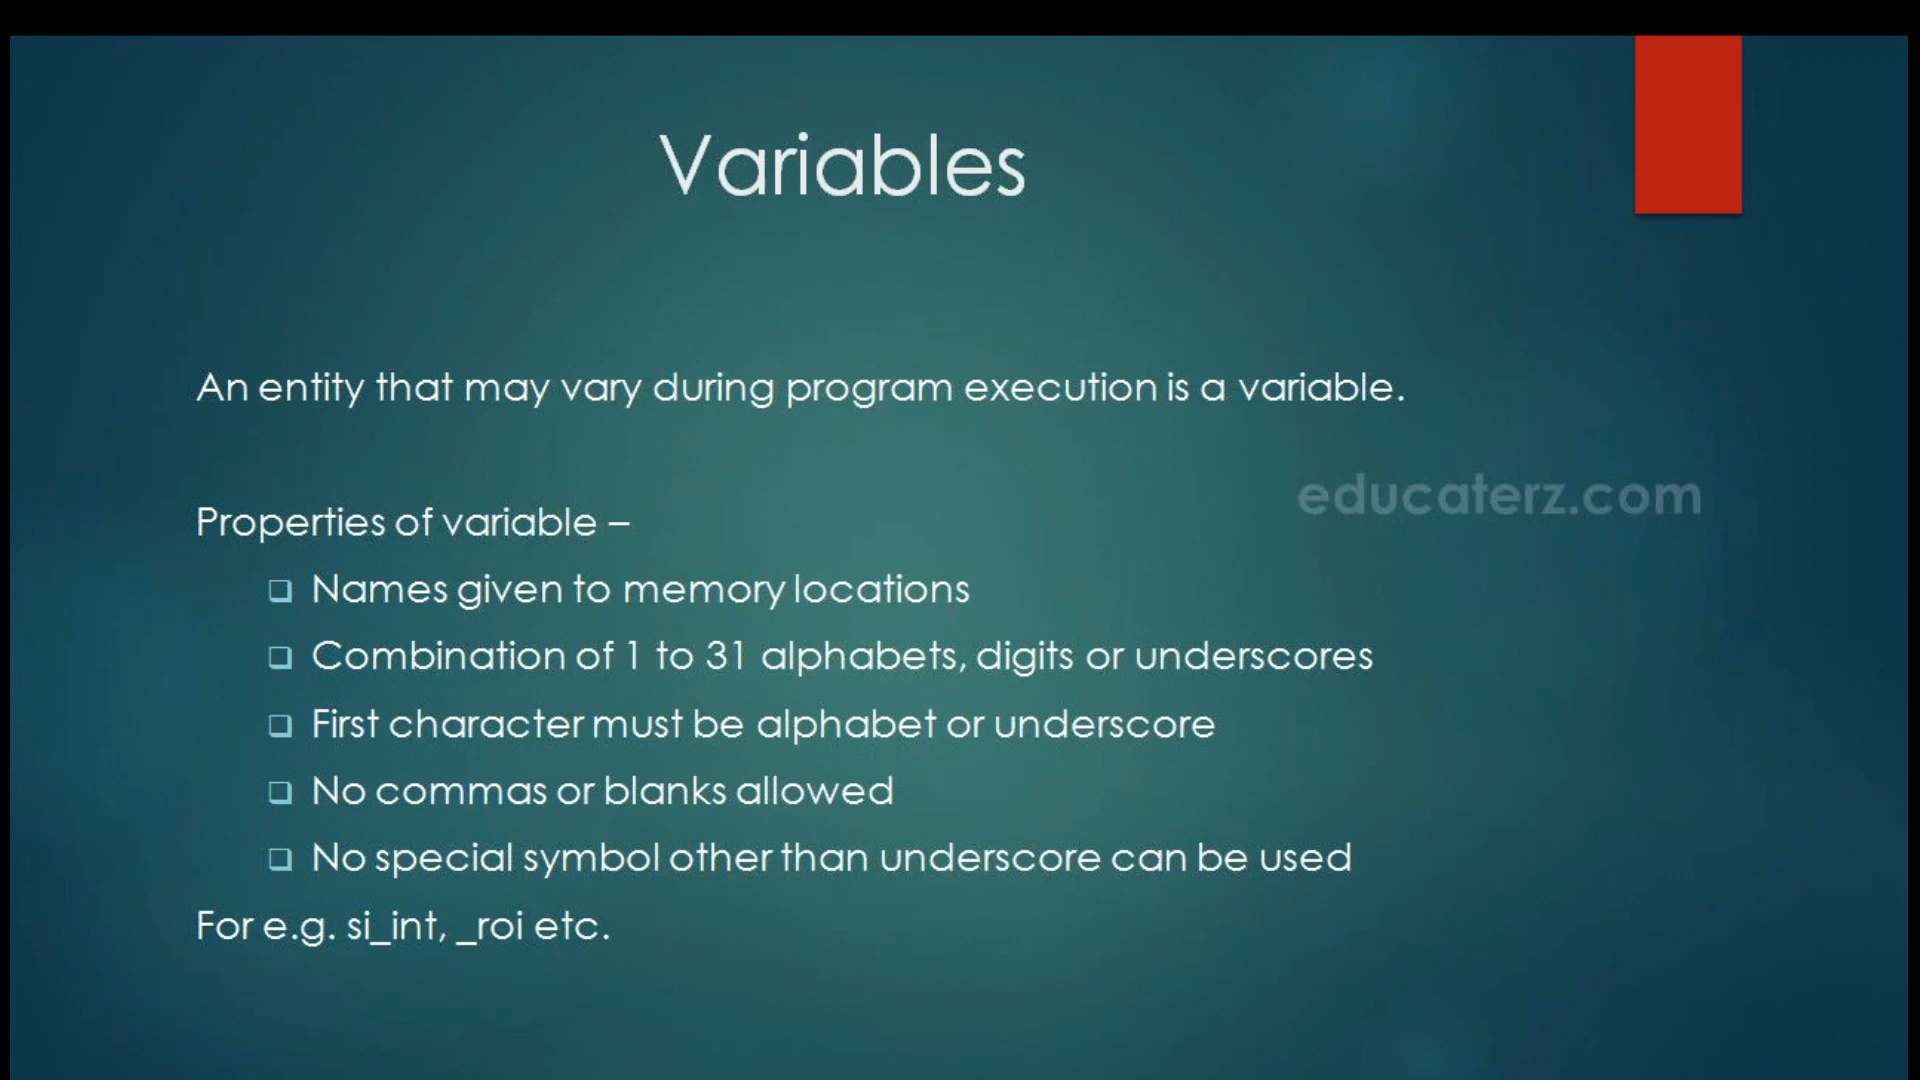 Variables
An entity that may vary during program execution is a variable.
educaterz.com
Properties of variable –
Names given to memory locations
Combination of 1 to 31 alphabets, digits or underscores
First character must be alphabet or underscore
No commas or blanks allowed
No special symbol other than underscore can be used
For e.g. si_int, _roi etc.